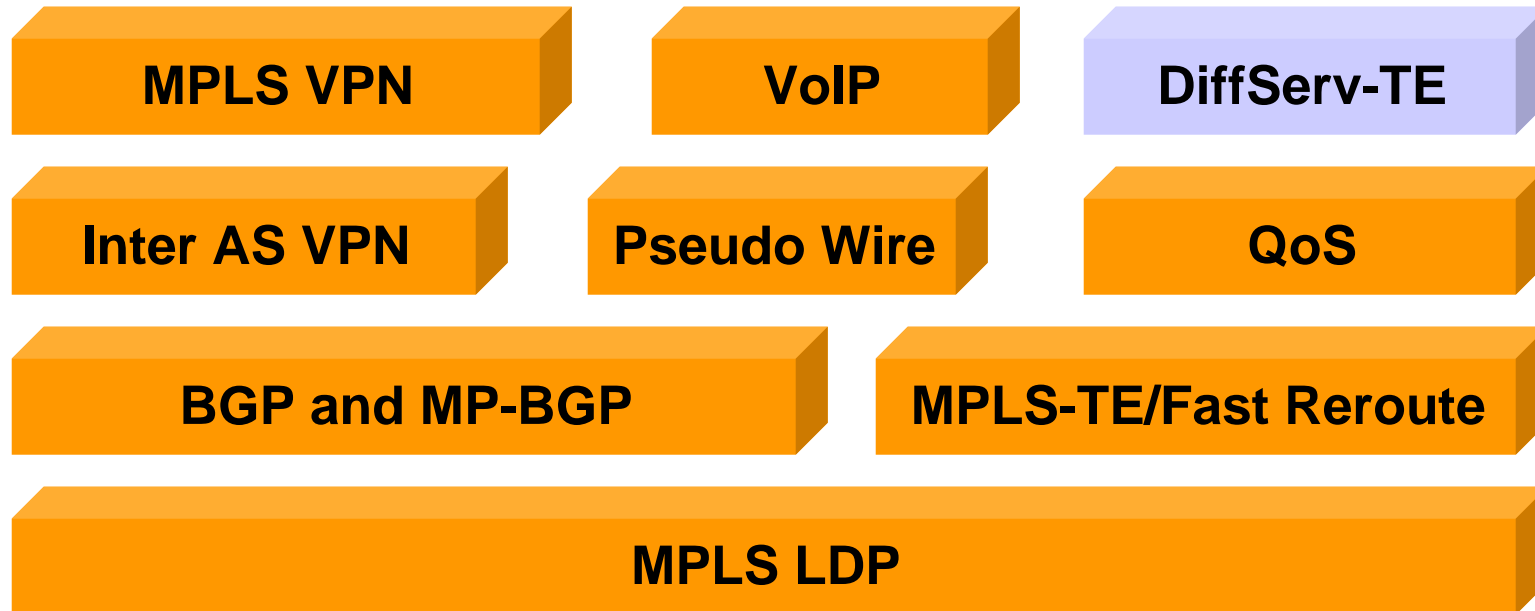 MPLS VPN
VoIP
DiffServ-TE
Inter AS VPN
Pseudo Wire
QoS
BGP and MP-BGP
MPLS-TE/Fast Reroute
MPLS LDP